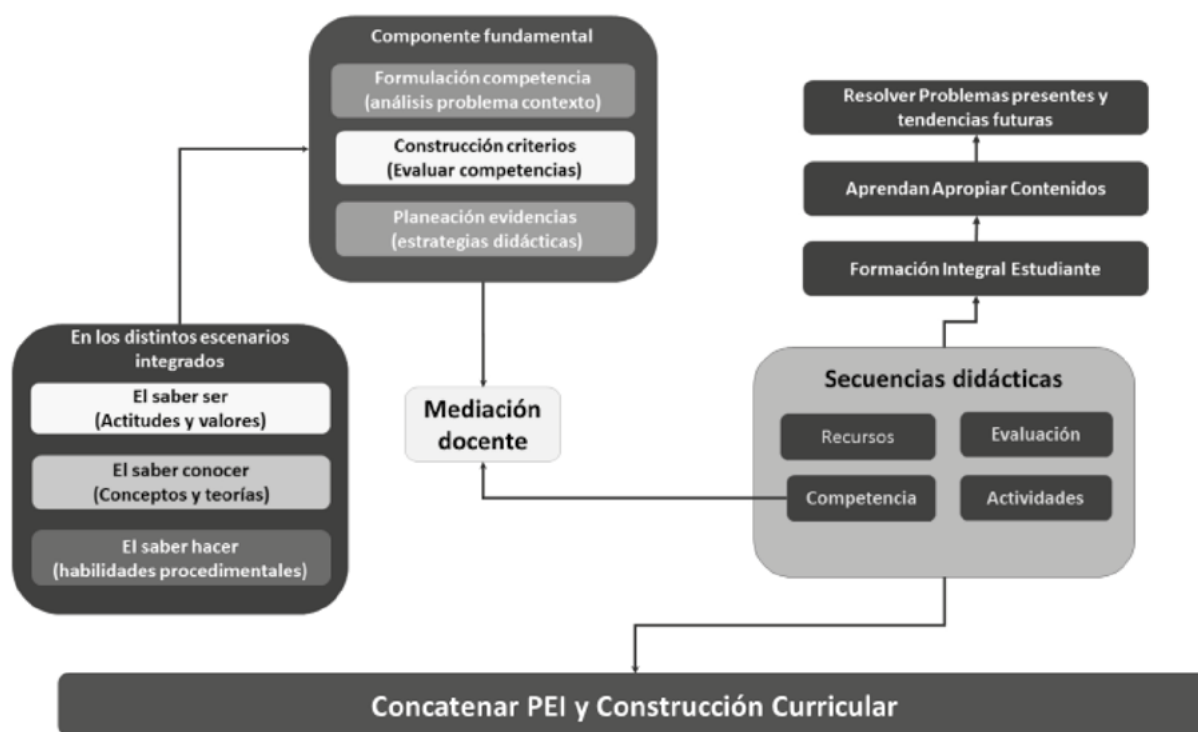 Componente fundamental
Formulación competencia
(análisis problema contexto)
Construcción criterios
(Evaluar competencias)
Planeación evidencias
(estrategias didácticas)
En los distintos escenarios
integrados
El saber ser
(Actitudes y valores)
El saber conocer
(Conceptos y teorías)
El saber hacer
(habilidades procedimentales)
Mediación
docente
Resolver Problemas presentes y
tendencias futuras
Aprendan Apropiar Contenidos
Formación Integral Estudiante
Secuencias didácticas
Recursos
Evaluación
Competencia
Actividades
Concatenar PEI y Construcción Curricular